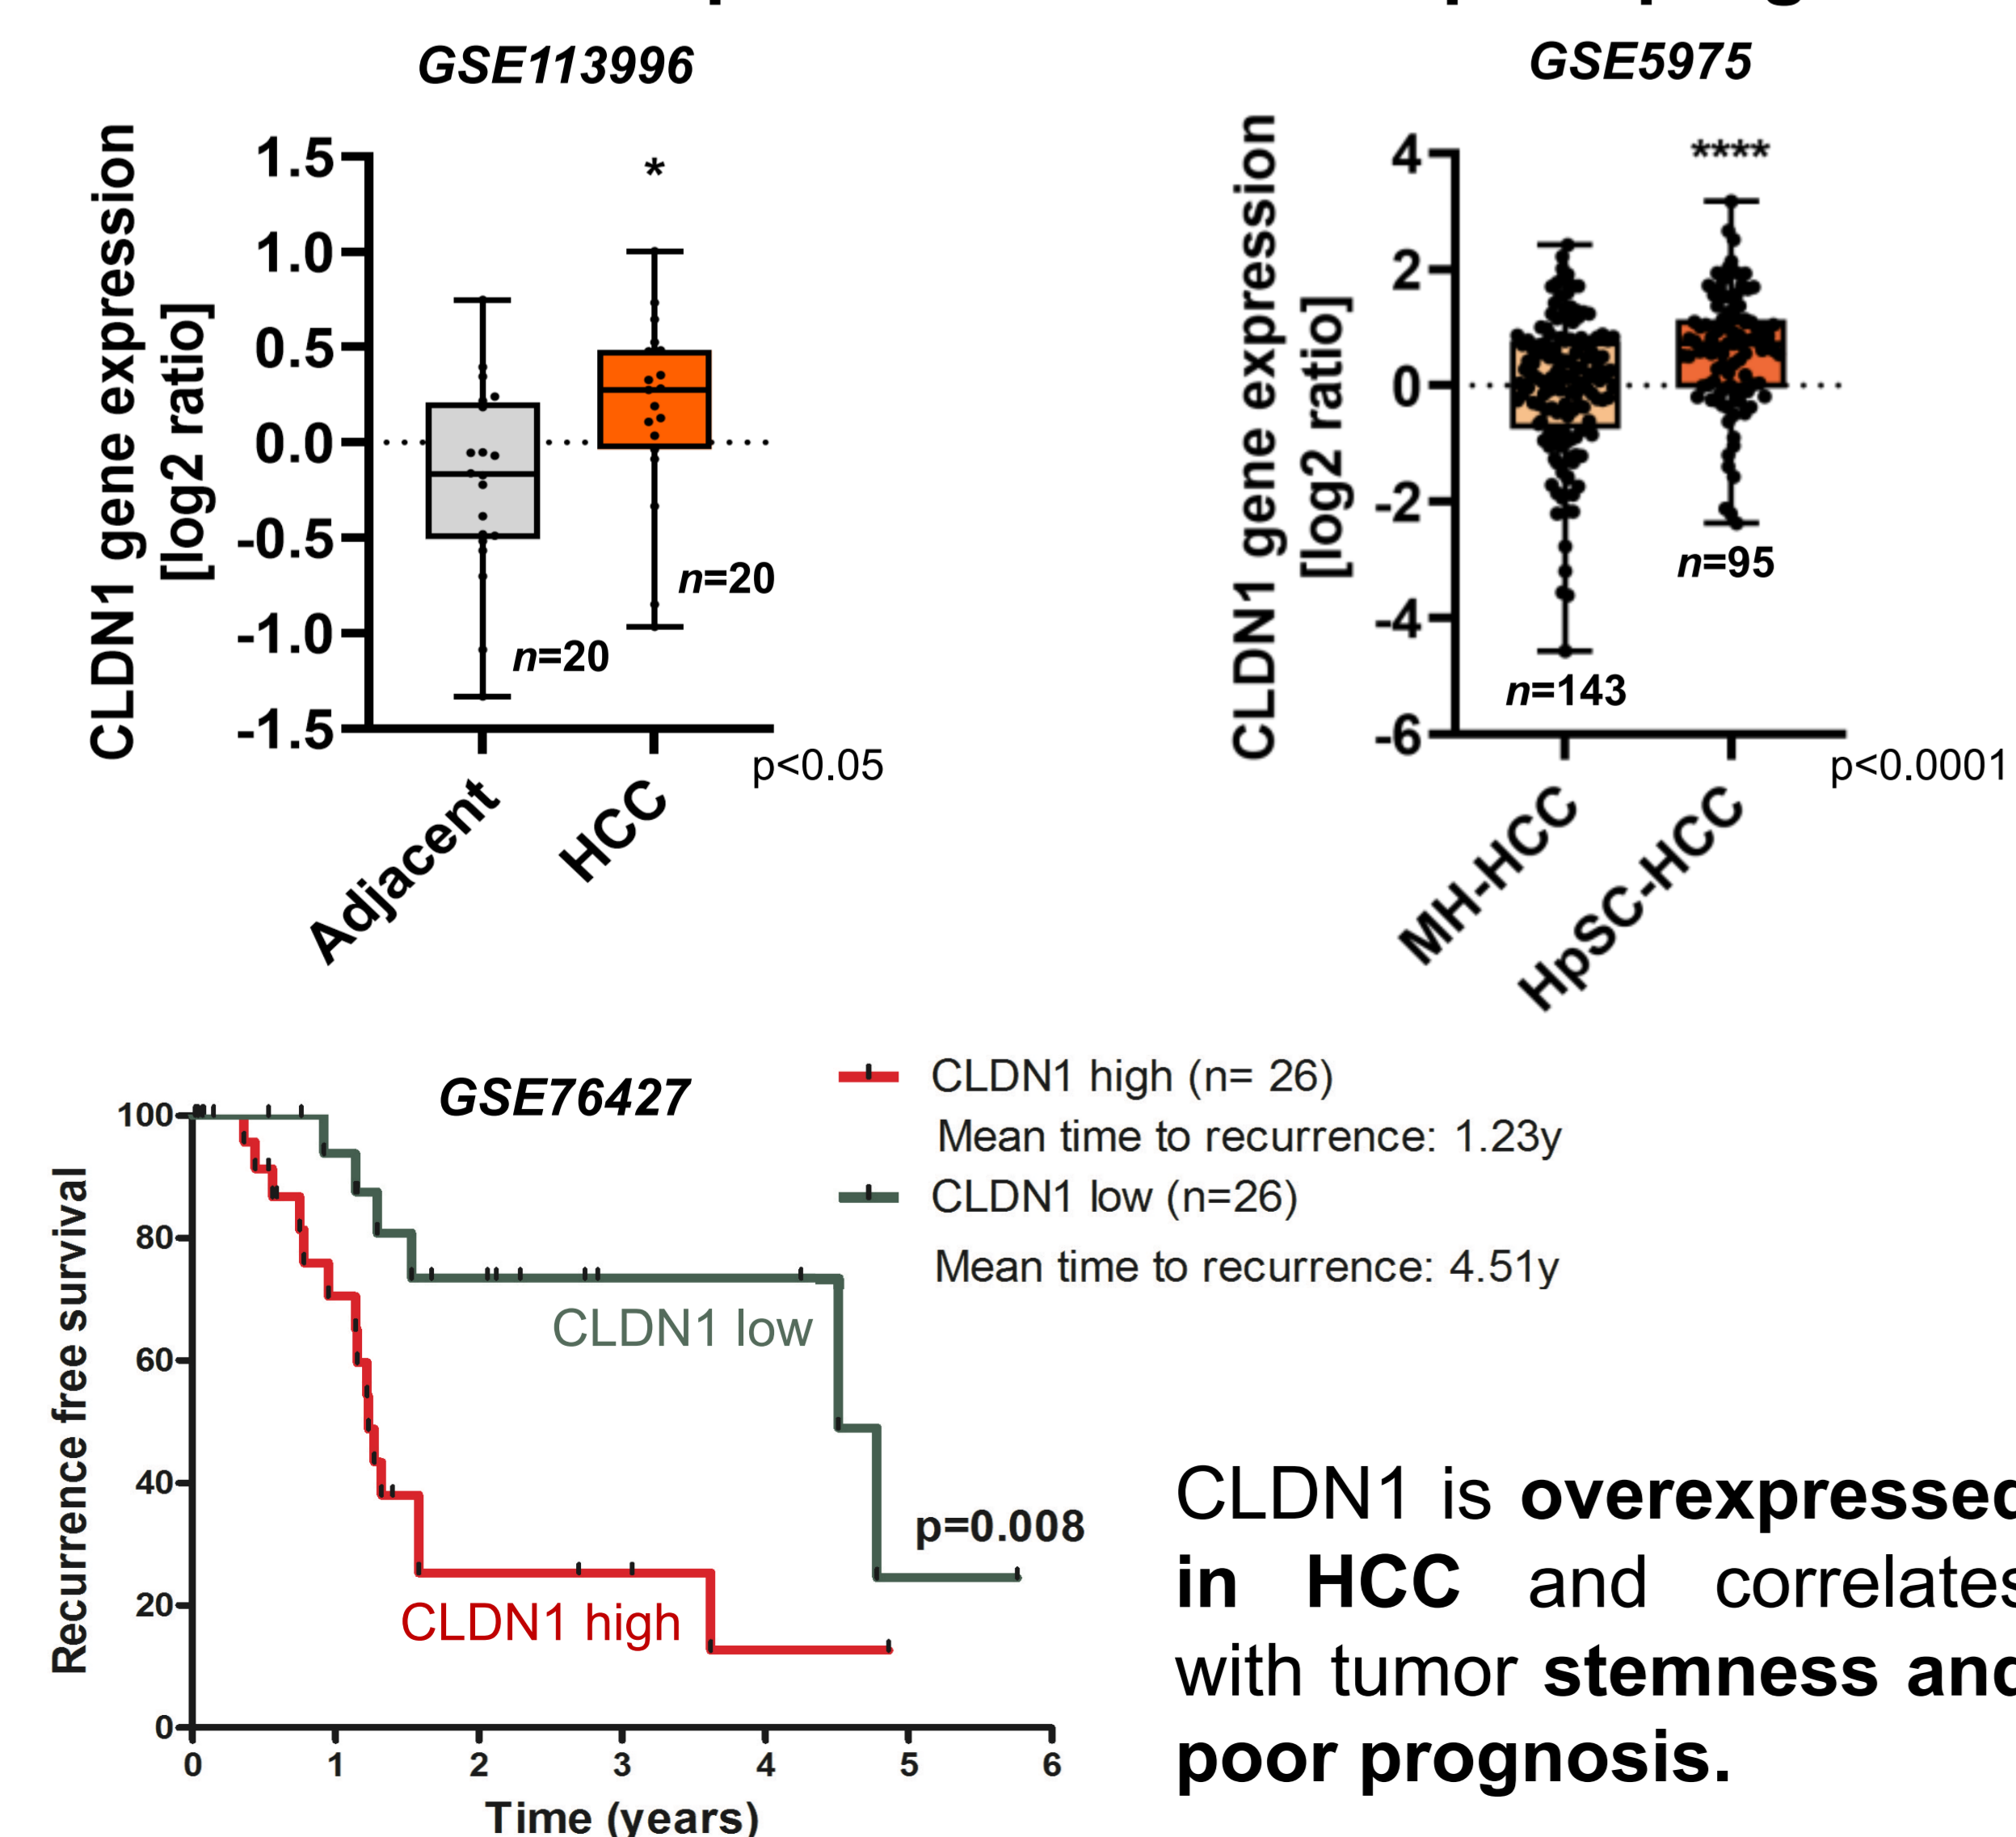 GSE113996
CLDN1 gene expression
[log2 ratio]
1.5
1.0
0.5
0.0
-0.5
-1.0
-1.5
*
n=20
n=20
p<0.05
Adjacent
HCC
GSE5975
CLDN1 gene expression
[log2 ratio]
4
2
0
-2
-4
-6
****
n=95
n=143
p<0.0001
MH-HCC
HpSC-HCC
GSE76427
CLDN1 high (n= 26)
Mean time to recurrence: 1.23y
CLDN1 low (n=26)
Mean time to recurrence: 4.51y
Recurrence free survival
100
80
60
40
20
0
CLDN1 low
CLDN1 high
p=0.008
0 1 2 3 4 5 6
Time (years)
CLDN1 is overexpressed
in HCC and correlates
with tumor stemness and
poor prognosis.